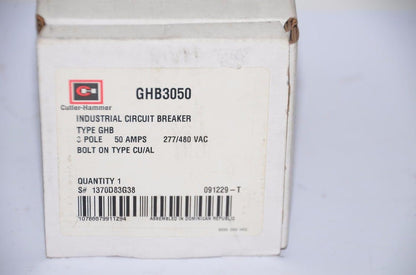 GHB3050
Cutler-Hammer
INDUSTRIAL CIRCUIT BREAKER
TYPE GHB
3 POLE 50 AMPS 277/480 VAC
BOLT ON TYPE CU/AL
QUANTITY 1
S# 1370D83G38 091229-T
10786679911294 ASSEMBLED IN DOMINICAN REPUBLIC